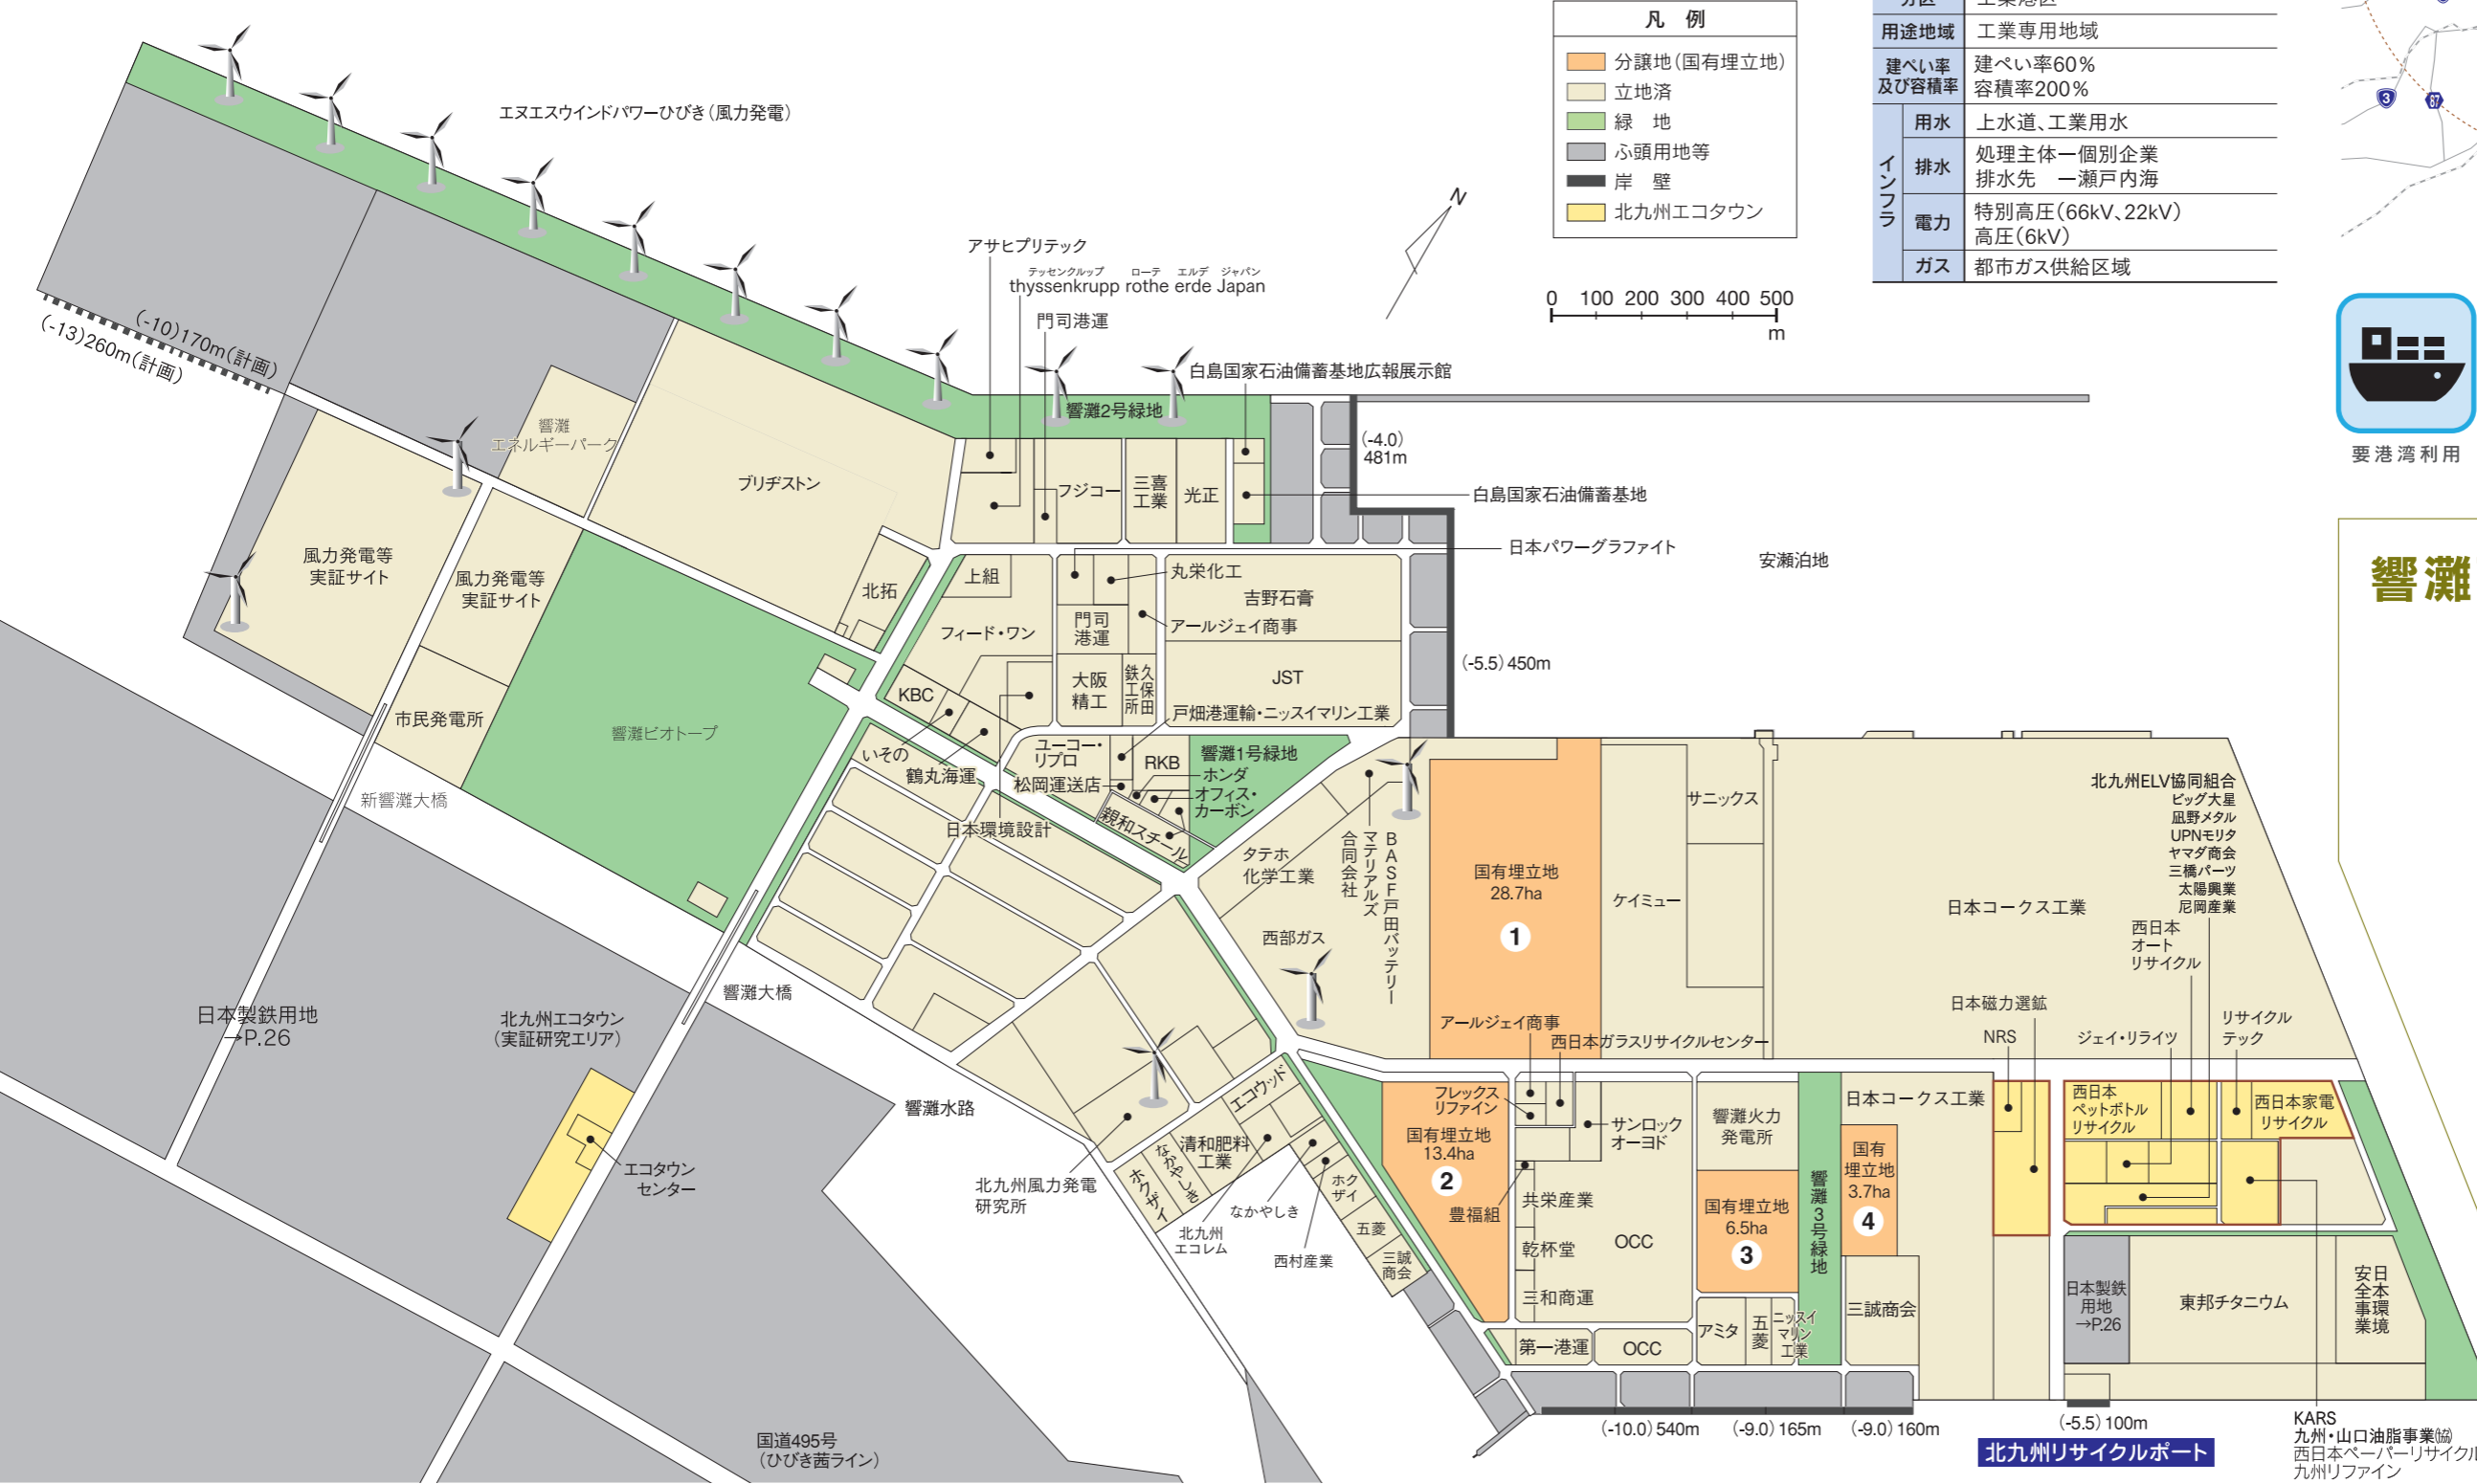 凡 例
分譲地(国有埋立地)
立地済
緑 地
ふ頭用地等
岸 壁
北九州エコタウン
0 100 200 300 400 500
m
N
用途地域 工業専用地域
建ぺい率
及び容積率
建ぺい率60%
容積率200%
インフラ
用水 上水道、工業用水
排水
処理主体ー個別企業
排水先 ー瀬戸内海
電力
特別高圧(66kV、22kV)
高圧(6kV)
ガス 都市ガス供給区域
3
87
要港湾利用
響灘
エヌエスウインドパワーひびき(風力発電)
(-10)170m(計画)
(-13)260m(計画)
アサヒプリテック
テッセンクルップ ローテ エルデ ジャパン
thyssenkrupp rothe erde Japan
門司港運
白島国家石油備蓄基地広報展示館
響灘2号緑地
(-4.0)
481m
響灘
エネルギーパーク
ブリヂストン
フジコー
三喜
工業
光正
白島国家石油備蓄基地
日本パワーグラファイト
安瀬泊地
風力発電等
実証サイト
風力発電等
実証サイト
北拓
上組
丸栄化工
吉野石膏
フィード・ワン
門司
港運
アールジェイ商事
(-5.5)450m
KBC
大阪
精工
久保田
鉄工所
JST
市民発電所
響灘ビオトープ
戸畑港運輸・ニッスイマリン工業
いその
鶴丸海運
ユーコー・
リプロ
RKB
響灘1号緑地
松岡運送店
ホンダ
オフィス・
カーボン
新響灘大橋
日本環境設計
親和スチール
タテホ
化学工業
BASF戸田バッテリー
マテリアルズ
合同会社
サニックス
国有埋立地
28.7ha
1
ケイミュー
日本コークス工業
北九州ELV協同組合
ビッグ大星
凪野メタル
UPNモリタ
ヤマダ商会
三橋パーツ
太陽興業
尼岡産業
西日本
オート
リサイクル
西部ガス
響灘大橋
日本製鉄用地
→P.26
北九州エコタウン
(実証研究エリア)
アールジェイ商事
西日本ガラスリサイクルセンター
日本磁力選鉱
NRS
ジェイ・リライツ
リサイクル
テック
響灘水路
エコウッド
フレックス
リファイン
国有埋立地
13.4ha
2
サンロック
オーヨド
響灘火力
発電所
日本コークス工業
西日本
ペットボトル
リサイクル
西日本家電
リサイクル
国有
埋立地
3.7ha
4
エコタウン
センター
北九州風力発電
研究所
ホクザイ
なかやしき
清和肥料
工業
北九州
エコレム
なかやしき
西村産業
ホク
ザイ
五菱
三誠
商会
豊福組
共栄産業
乾杯堂
三和商運
OCC
国有埋立地
6.5ha
3
響灘3号緑地
三誠商会
日本製鉄
用地
→P.26
東邦チタニウム
日本環境
安全事業
第一港運
OCC
アミタ
五菱
ニッスイ
マリン
工業
(-10.0)540m
(-9.0)165m
(-9.0)160m
(-5.5)100m
北九州リサイクルポート
KARS
九州・山口油脂事業㈿
西日本ペーパーリサイクル
九州リファイン
国道495号
(ひびき茜ライン)